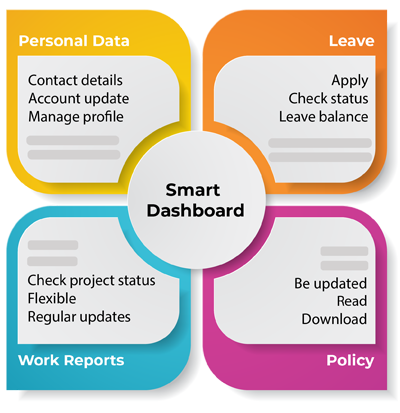 Personal Data
Contact details
Account update
Manage profile
Leave
Apply
Check status
Leave balance
Smart
Dashboard
Check project status
Flexible
Regular updates
Work Reports
Be updated
Read
Download
Policy